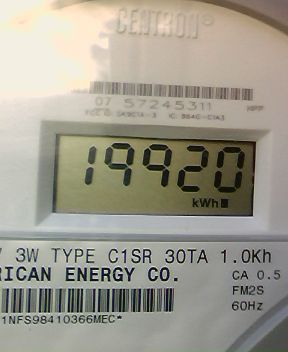 CENTRON®
07 57245311
19920
kWh
3W TYPE C1SR 30TA 1.0Kh
RICAN ENERGY CO.
CA 0.5
FM2S
60Hz
1NFS98410366MEC*